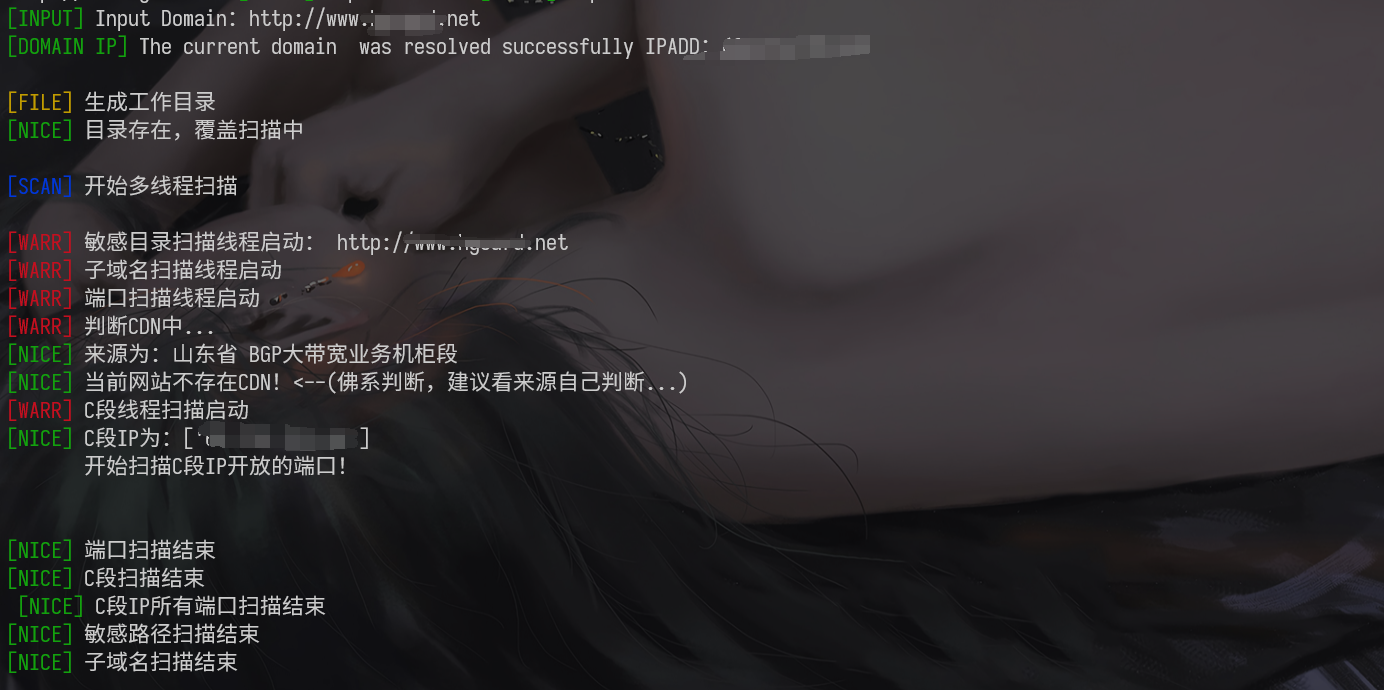 [INPUT] Input Domain: http://www. .net
[DOMAIN IP] The current domain  was resolved successfully IPADD:
[FILE] 生成工作目录
[NICE] 目录存在，覆盖扫描中
[SCAN] 开始多线程扫描
[WARR] 敏感目录扫描线程启动： http:// .net
[WARR] 子域名扫描线程启动
[WARR] 端口扫描线程启动
[WARR] 判断CDN中...
[NICE] 来源为：山东省 BGP大带宽业务机柜段
[NICE] 当前网站不存在CDN! <--(佛系判断，建议看来源自己判断...)
[WARR] C段线程扫描启动
[NICE] C段IP为：[' ]
开始扫描C段IP开放的端口!
[NICE] 端口扫描结束
[NICE] C段扫描结束
[NICE] C段IP所有端口扫描结束
[NICE] 敏感路径扫描结束
[NICE] 子域名扫描结束